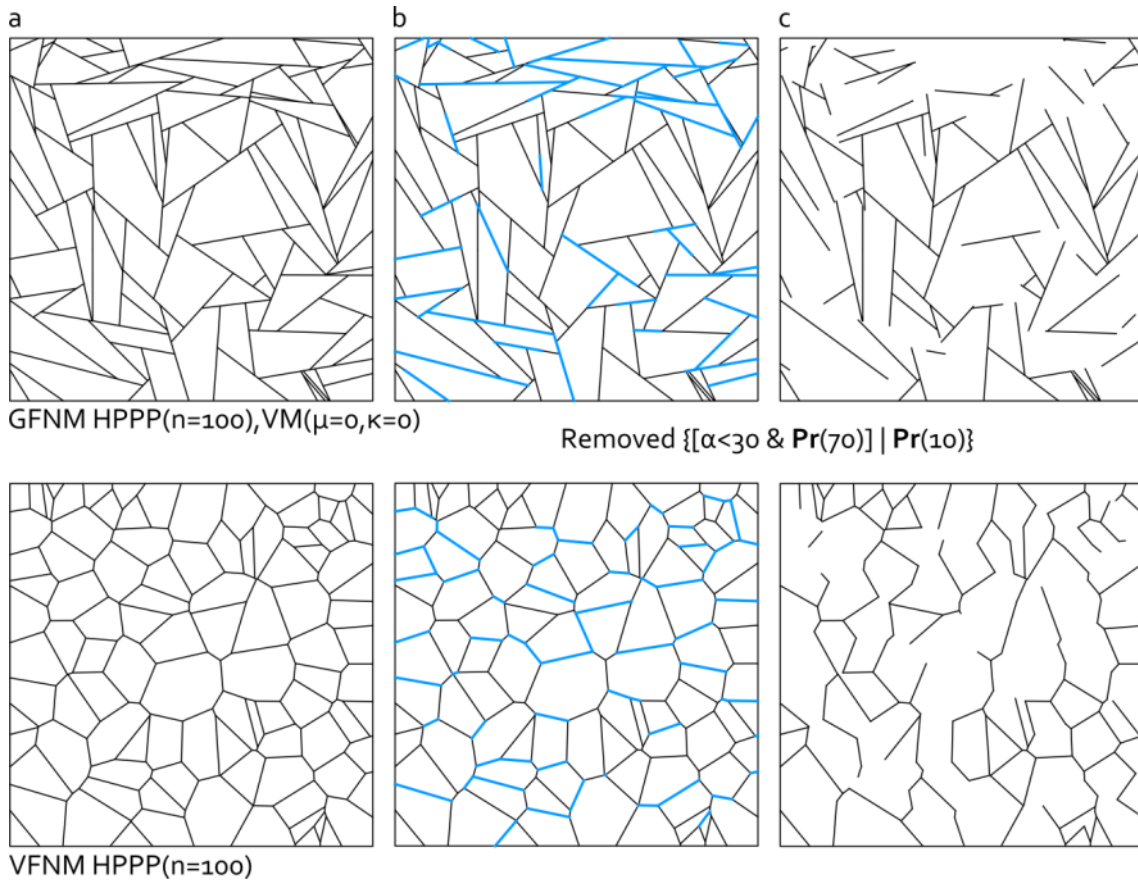 a
b
c
GFNM HPPP(n=100),VM(μ=0,κ=0)
Removed {[α<30 & Pr(70)] | Pr(10)}
VFNM HPPP(n=100)